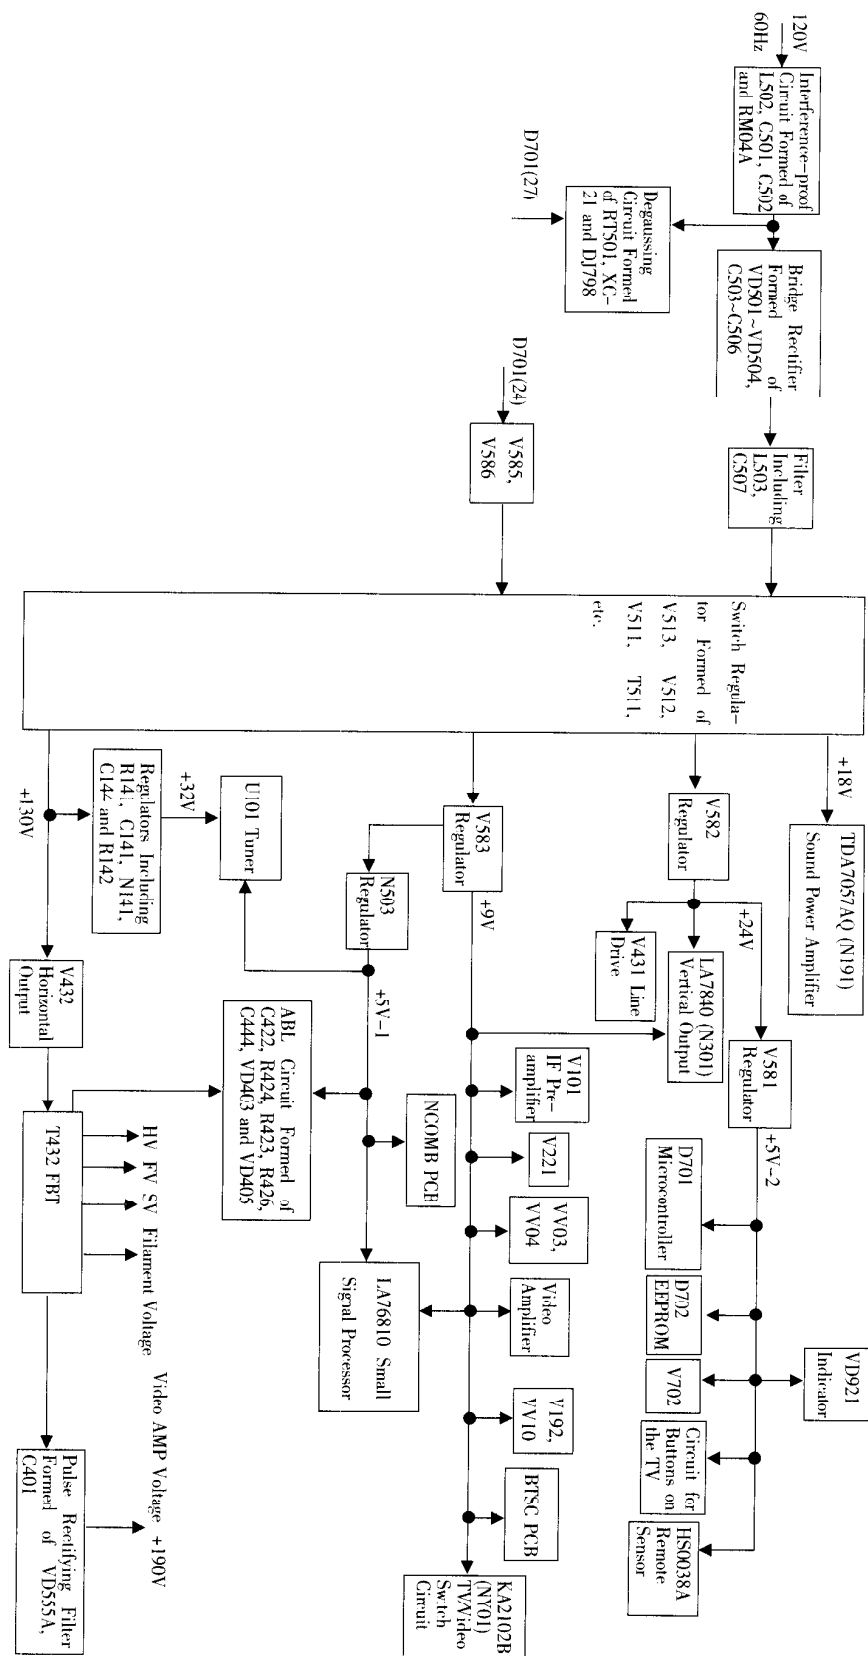 120V
60Hz
Interference-proof
Circuit Formed of
L502, C501, C502
and RM04A
Bridge Rectifier
Formed of
VD501~VD504,
C503~C506
Filter
Including
L503,
C507
D701(27)
Degaussing
Circuit Formed
of RT501, XC-
21 and DJ798
D701(24)
V585,
V586
Switch Regula-
tor Formed of
V513, V512,
V511, T511,
etc.
+18V
TDA7057AQ (N191)
Sound Power Amplifier
V582
Regulator
+24V
LA7840 (N301)
Vertical Output
V431 Line
Drive
V581
Regulator
+5V-2
D701
Microcontroller
D702
EEPROM
V702
Circuit for
Buttons on
the TV
HS0038A
Remote
Sensor
VD921
Indicator
V583
Regulator
+9V
V101
IF Pre-
amplifier
V221
VV03,
VV04
Video
Amplifier
V192,
VV10
BTSC PCB
KA2102B
(NY01)
TV/Video
Switch
Circuit
N503
Regulator
+5V-1
NCOMB PCB
LA76810 Small
Signal Processor
ABL Circuit Formed of
C422, R424, R423, R426,
C444, VD403 and VD405
U101 Tuner
+32V
Regulators Including
R141, C141, N141,
C144 and R142
+130V
V432
Horizontal
Output
T432 FBT
HV FV SV Filament Voltage
Video AMP Voltage +190V
Pulse Rectifying Filter
Formed of VD555A,
C401